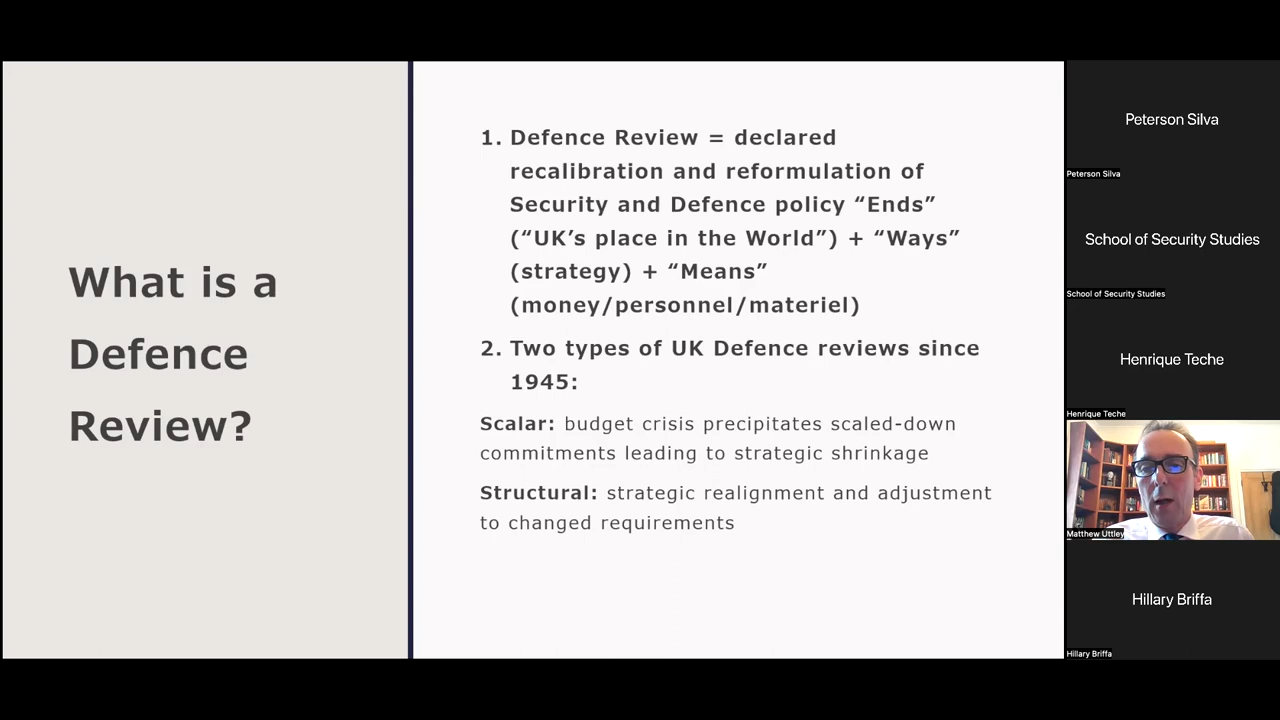 What is a
Defence
Review?
1. Defence Review = declared
recalibration and reformulation of
Security and Defence policy “Ends”
(“UK’s place in the World”) + “Ways”
(strategy) + “Means”
(money/personnel/materiel)
2. Two types of UK Defence reviews since
1945:
Scalar: budget crisis precipitates scaled-down
commitments leading to strategic shrinkage
Structural: strategic realignment and adjustment
to changed requirements
Peterson Silva
Peterson Silva
School of Security Studies
School of Security Studies
Henrique Teche
Henrique Teche
Matthew Uttley
Hillary Briffa
Hillary Briffa